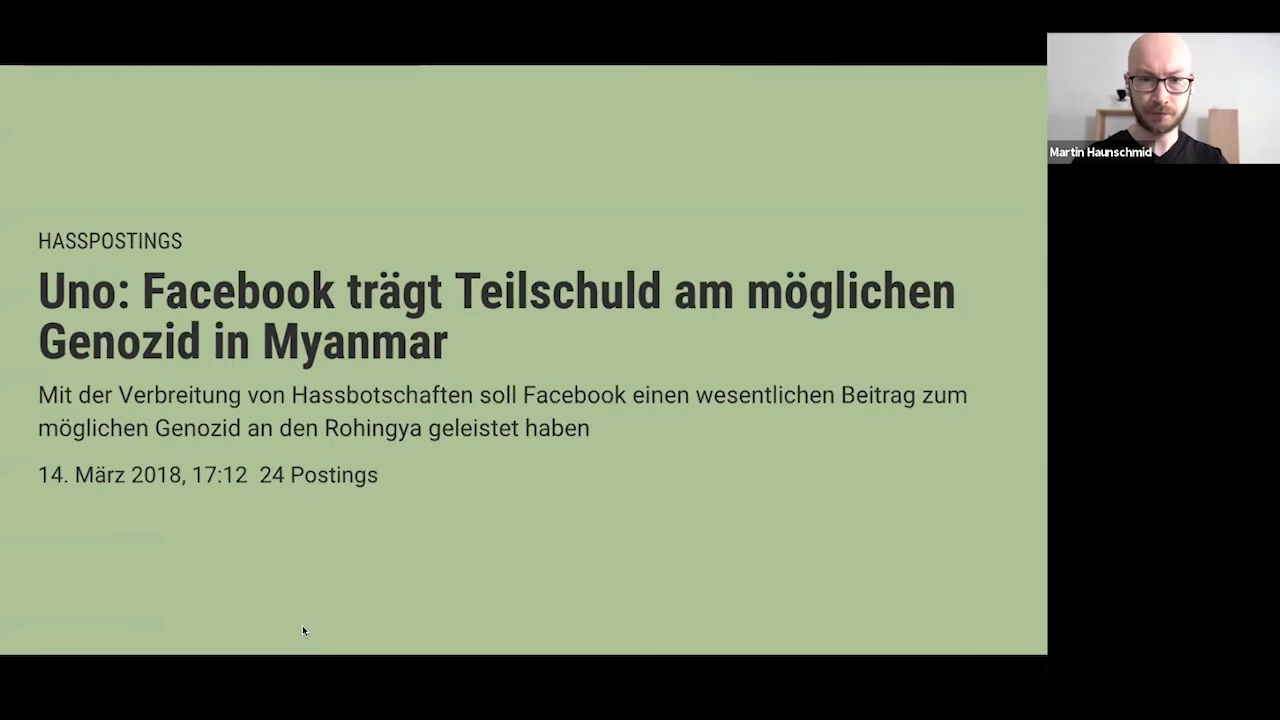 HASSPOSTINGS
Uno: Facebook trägt Teilschuld am möglichen
Genozid in Myanmar
Mit der Verbreitung von Hassbotschaften soll Facebook einen wesentlichen Beitrag zum
möglichen Genozid an den Rohingya geleistet haben
14. März 2018, 17:12 24 Postings
Martin Haunschmid